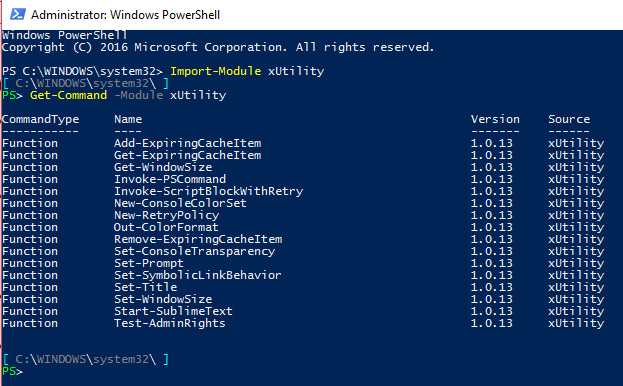 Administrator: Windows PowerShell
Windows PowerShell
Copyright (C) 2016 Microsoft Corporation. All rights reserved.
PS C:\WINDOWS\system32> Import-Module xUtility
[ C:\WINDOWS\system32\ ]
PS> Get-Command -Module xUtility
CommandType Name Version Source
----------- ---- ------- ------
Function Add-ExpiringCacheItem 1.0.13 xUtility
Function Get-ExpiringCacheItem 1.0.13 xUtility
Function Get-WindowSize 1.0.13 xUtility
Function Invoke-PSCommand 1.0.13 xUtility
Function Invoke-ScriptBlockWithRetry 1.0.13 xUtility
Function New-ConsoleColorSet 1.0.13 xUtility
Function New-RetryPolicy 1.0.13 xUtility
Function Out-ColorFormat 1.0.13 xUtility
Function Remove-ExpiringCacheItem 1.0.13 xUtility
Function Set-ConsoleTransparency 1.0.13 xUtility
Function Set-Prompt 1.0.13 xUtility
Function Set-SymbolicLinkBehavior 1.0.13 xUtility
Function Set-Title 1.0.13 xUtility
Function Set-WindowSize 1.0.13 xUtility
Function Start-SublimeText 1.0.13 xUtility
Function Test-AdminRights 1.0.13 xUtility
[ C:\WINDOWS\system32\ ]
PS>